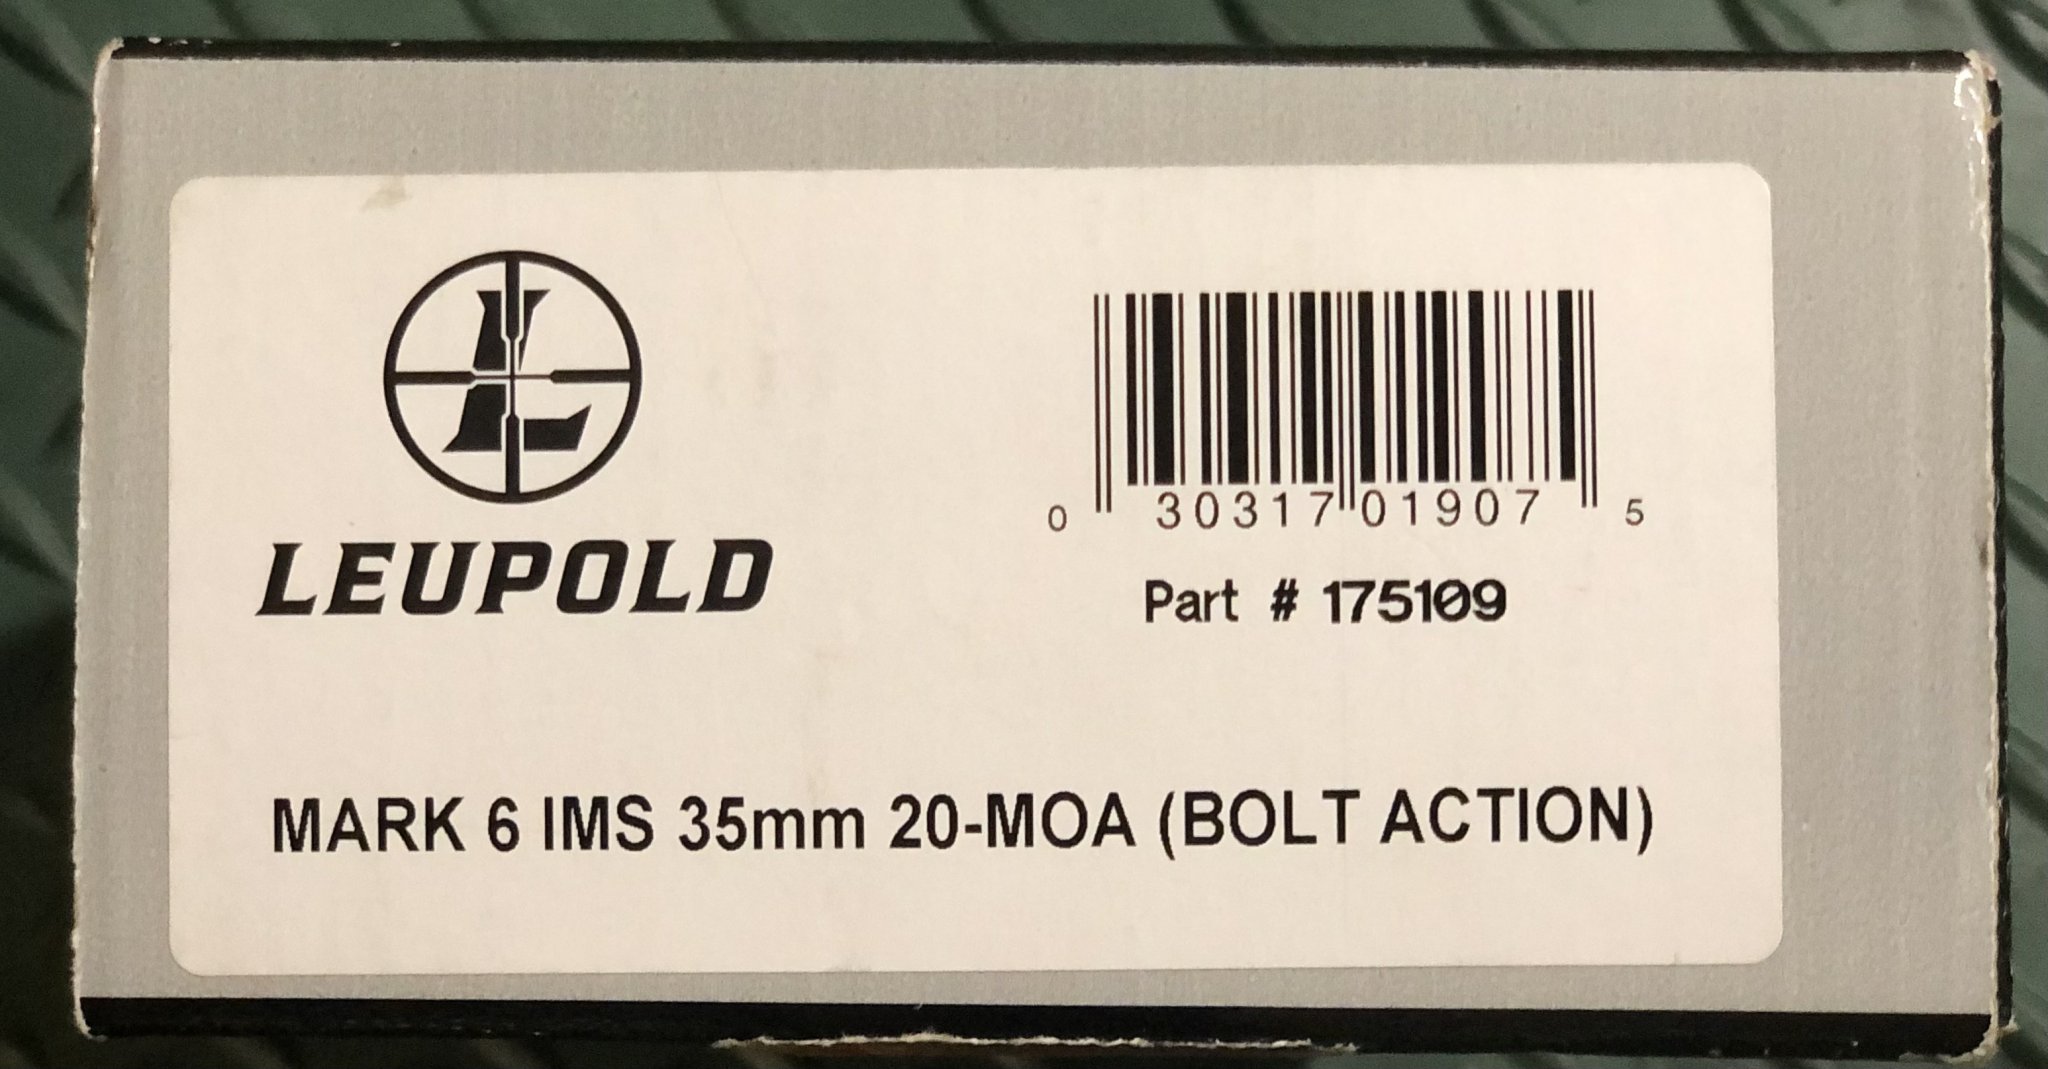 LEUPOLD
0 30317 01907 5
Part # 175109
MARK 6 IMS 35mm 20-MOA (BOLT ACTION)